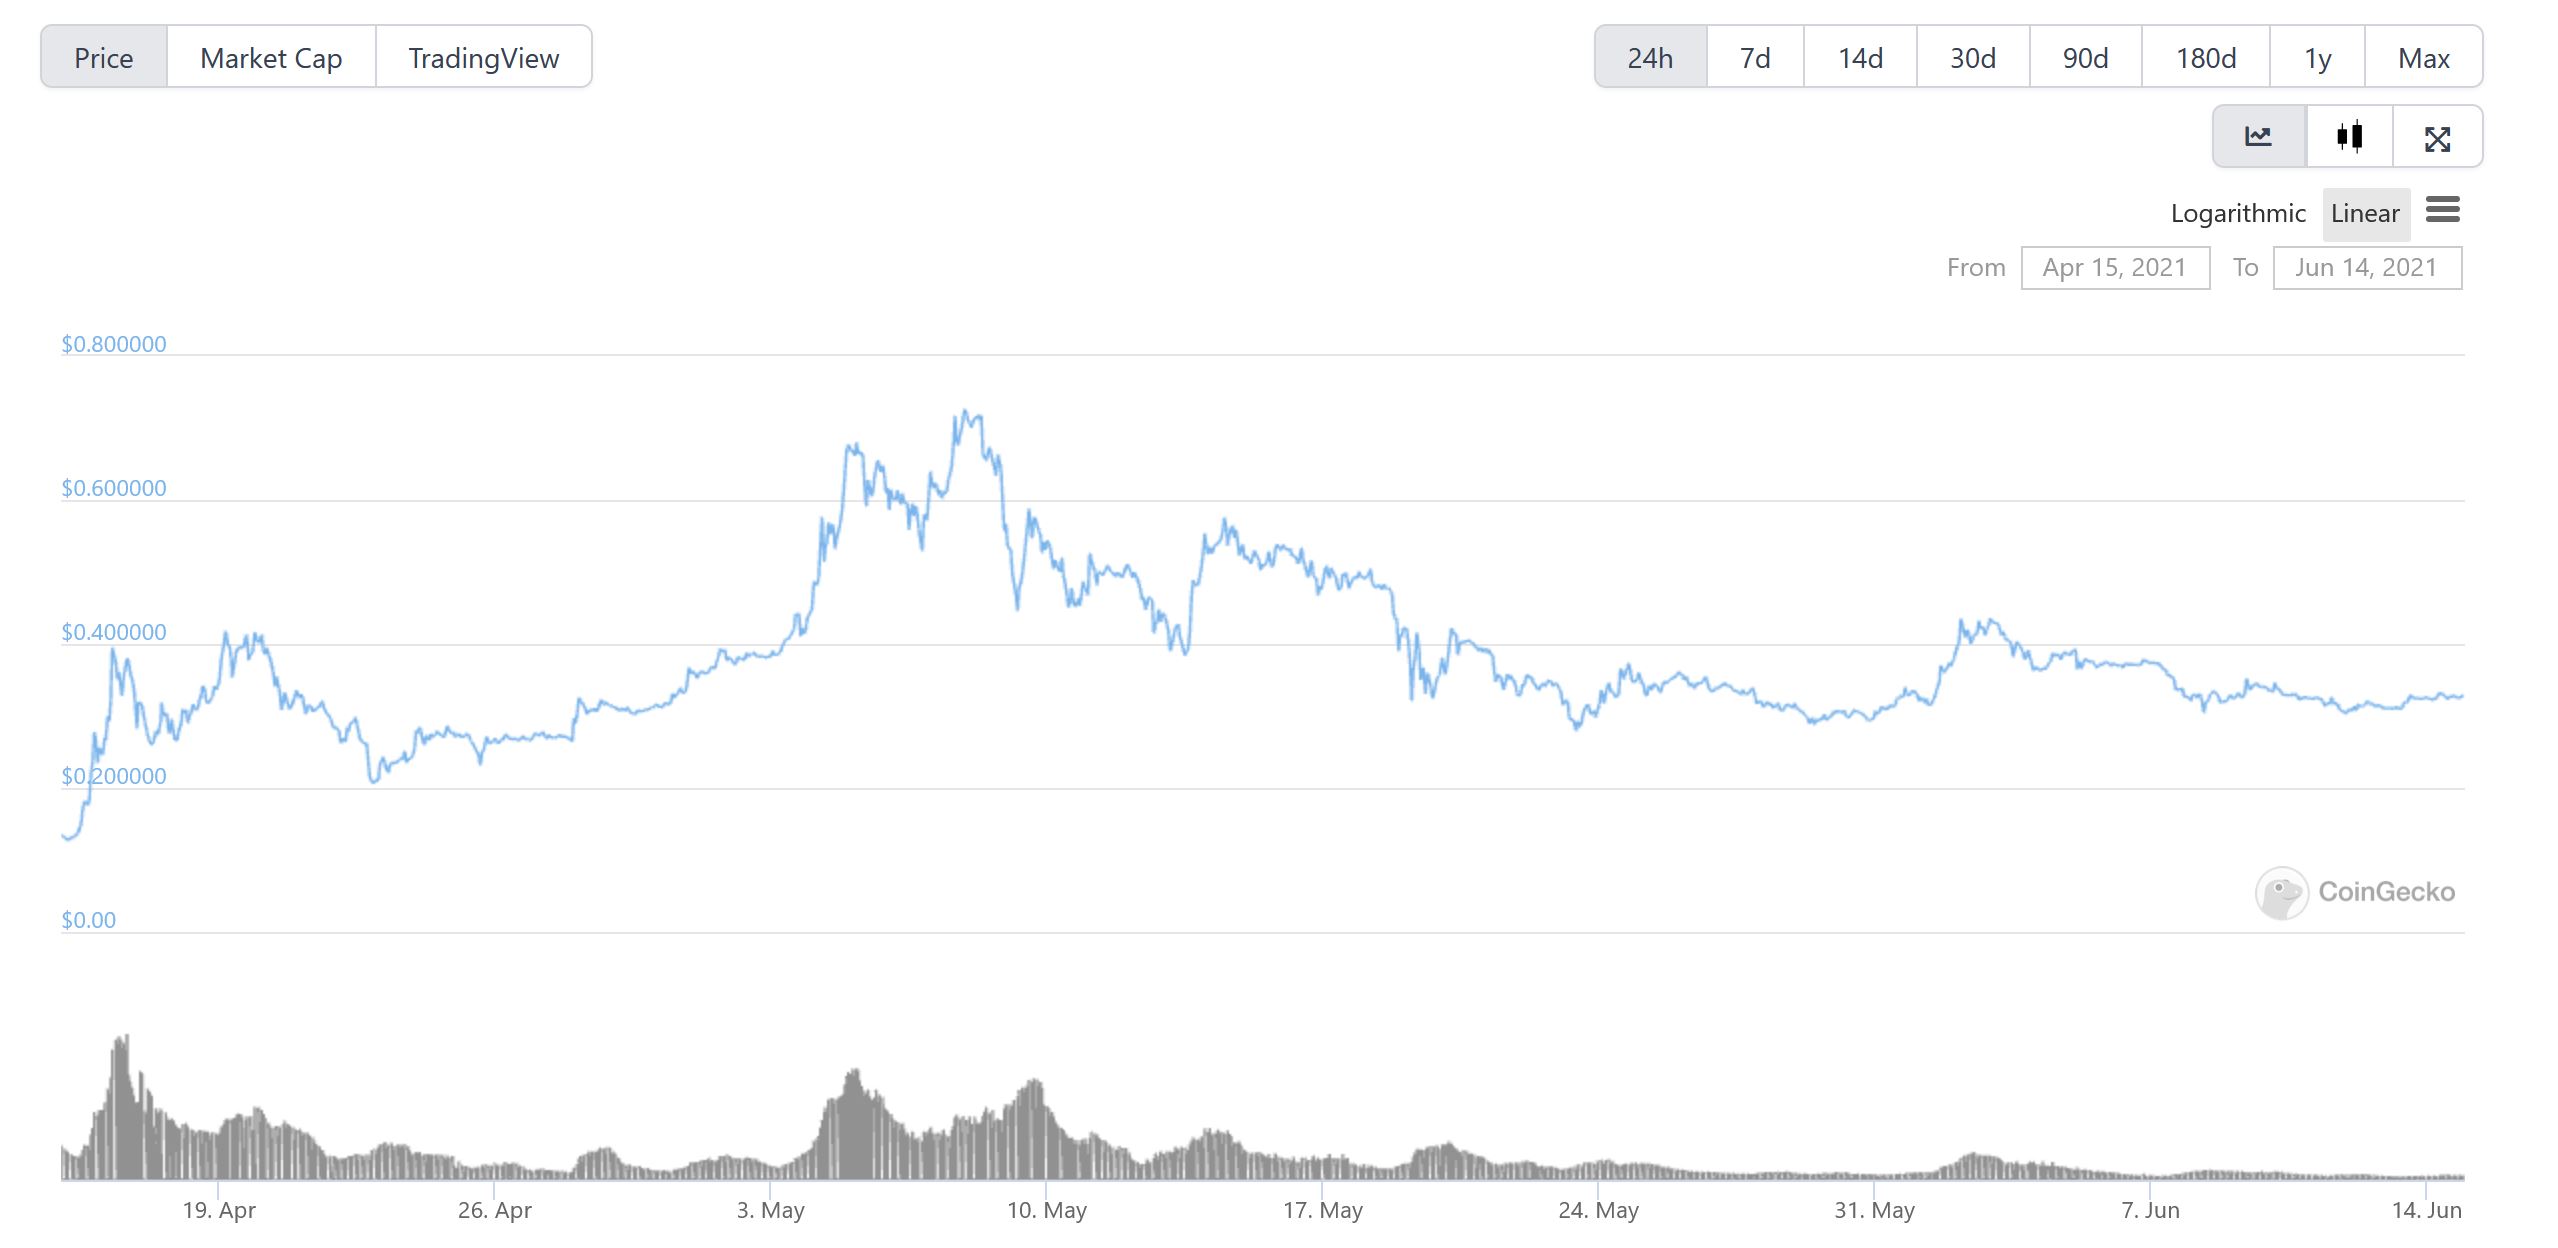 Price Market Cap TradingView 24h 7d 14d 30d 90d 180d 1y Max
Logarithmic Linear
From Apr 15, 2021 To Jun 14, 2021
$0.800000
$0.600000
$0.400000
$0.200000
CoinGecko
$0.00
19. Apr 26. Apr 3. May 10. May 17. May 24. May 31. May 7. Jun 14. Jun